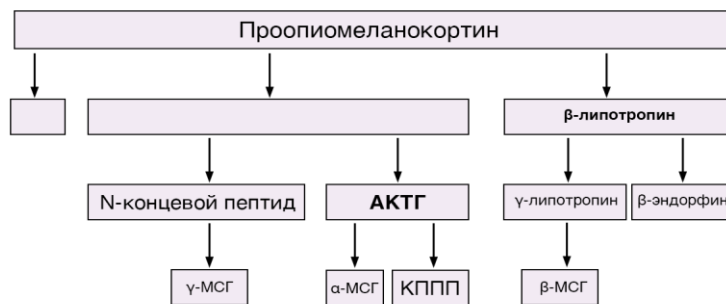 Проопиомеланокортин
β-липотропин
N-концевой пептид
АКТГ
γ-липотропин
β-эндорфин
γ-МСГ
α-МСГ
КППП
β-МСГ